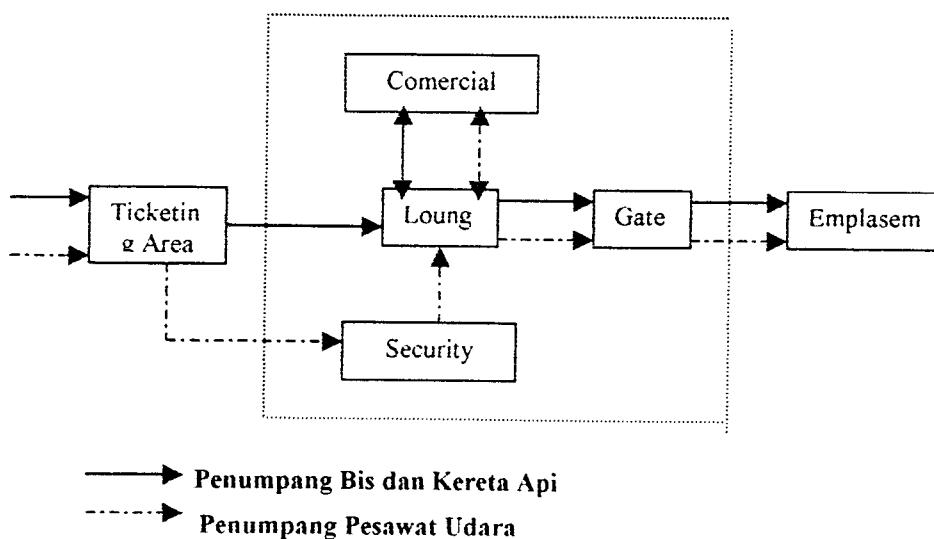 Comercial
Ticketin
g Area
Loung
Gate
Emplasem
Security
Penumpang Bis dan Kereta Api
Penumpang Pesawat Udara